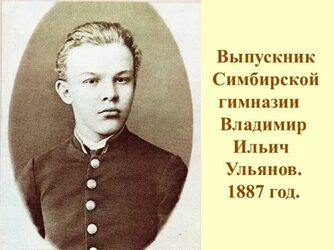 Выпускник
Симбирской
гимназии
Владимир
Ильич
Ульянов.
1887 год.